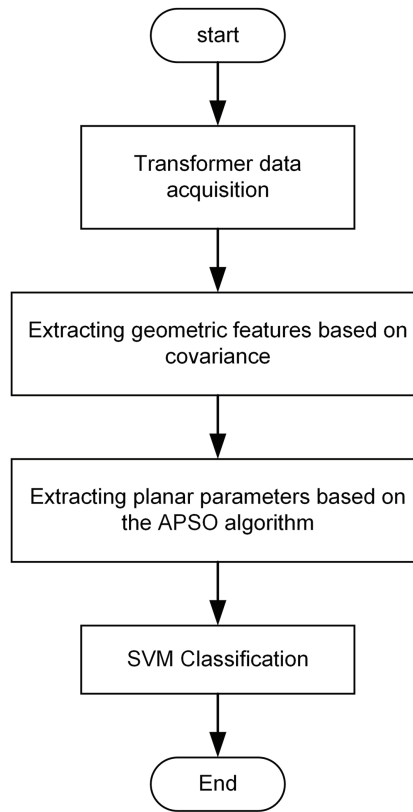 start
Transformer data
acquisition
Extracting geometric features based on
covariance
Extracting planar parameters based on
the APSO algorithm
SVM Classification
End